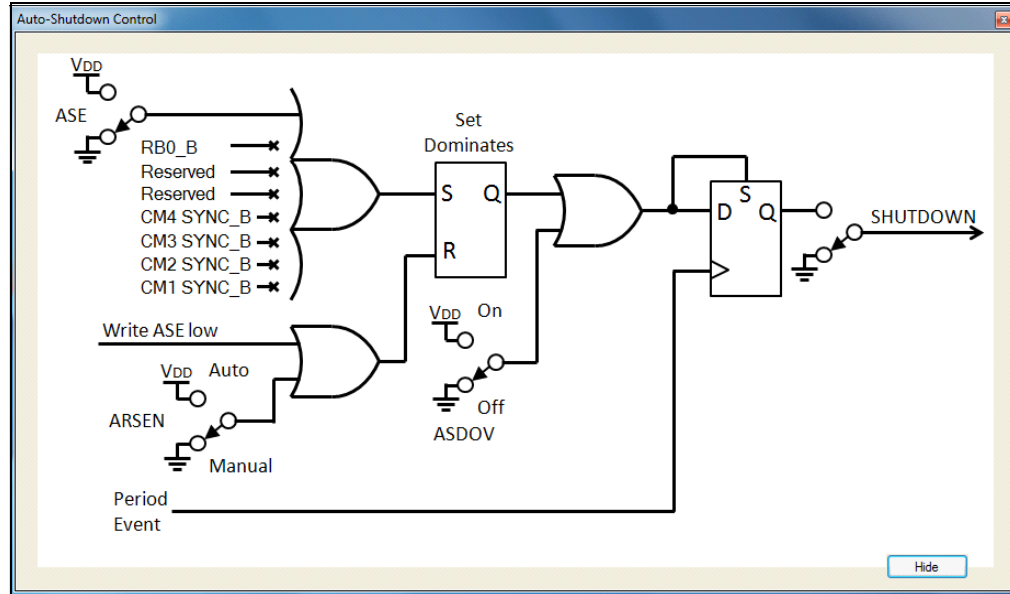 Auto-Shutdown Control
VDD
ASE
RB0_B
Reserved
Reserved
CM4 SYNC_B
CM3 SYNC_B
CM2 SYNC_B
CM1 SYNC_B
Set
Dominates
S Q
R
D S Q
SHUTDOWN
Write ASE low
VDD Auto
ARSEN
Manual
VDD On
Off
ASDOV
Period
Event
Hide